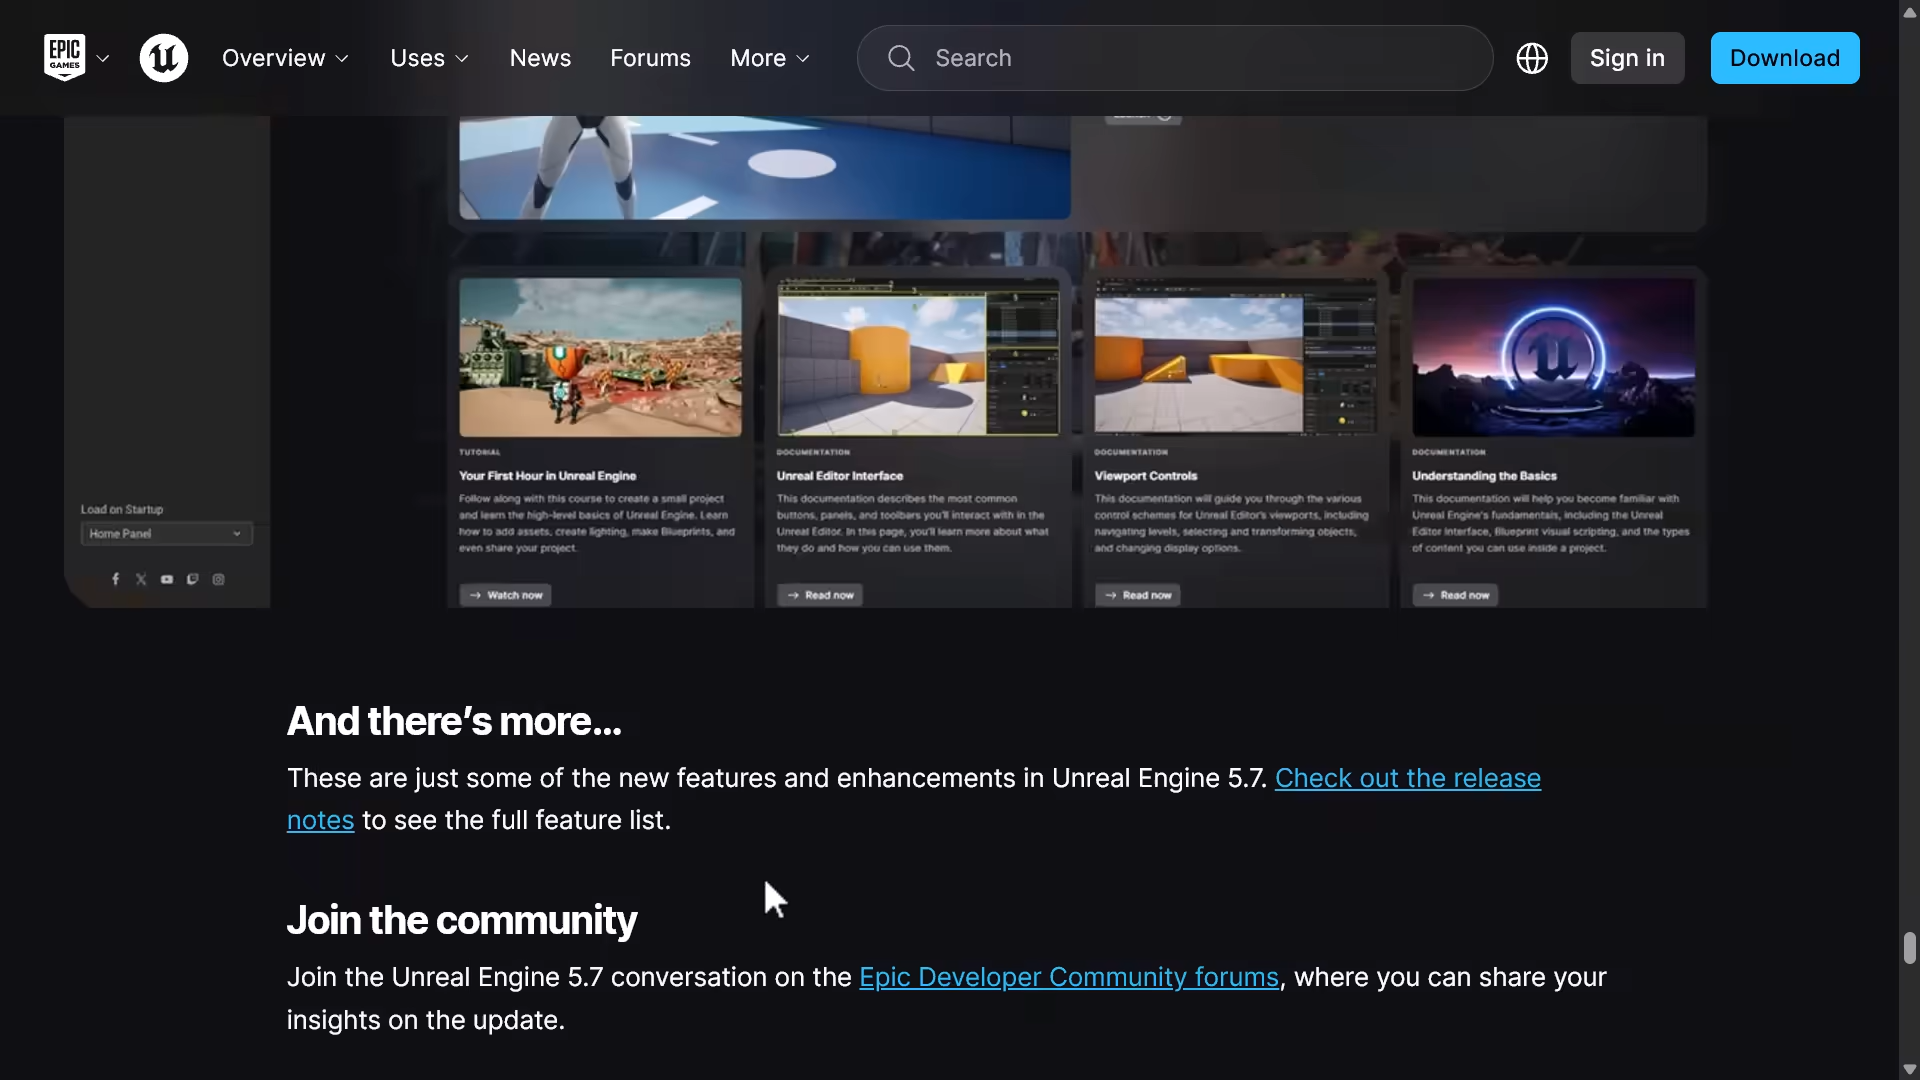 EPIC GAMES
Overview
Uses
News
Forums
More
Search
Sign in
Download
TUTORIAL
Your First Hour in Unreal Engine
Follow along with this course to create a small project
and learn the high-level basics of Unreal Engine. Learn
how to add assets, create lighting, make Blueprints, and
even share your project.
Watch now
DOCUMENTATION
Unreal Editor Interface
This documentation describes the most common
buttons, panels, and toolbars you'll interact with in the
Unreal Editor. In this page, you'll learn more about what
they do and how you can use them.
Read now
DOCUMENTATION
Viewport Controls
This documentation will guide you through the various
control schemes for Unreal Editor's viewports, including
navigating levels, selecting and transforming objects,
and changing display options.
Read now
DOCUMENTATION
Understanding the Basics
This documentation will help you become familiar with
Unreal Engine's fundamentals, including the Unreal
Editor Interface, Blueprint visual scripting, and the types
of content you can use inside a project.
Read now
Load on Startup
Home Panel
And there’s more...
These are just some of the new features and enhancements in Unreal Engine 5.7. Check out the release
notes to see the full feature list.
Join the community
Join the Unreal Engine 5.7 conversation on the Epic Developer Community forums, where you can share your
insights on the update.